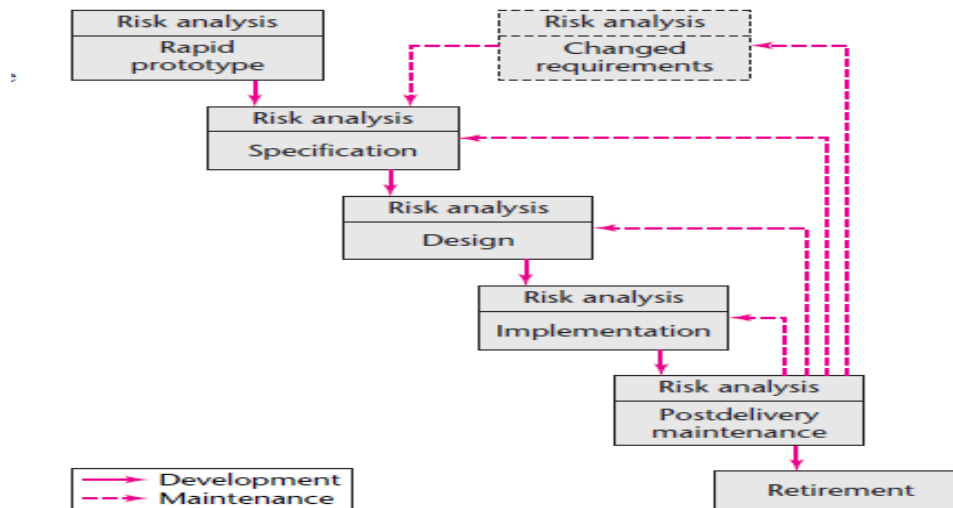 Risk analysis
Rapid
prototype
Risk analysis
Changed
requirements
e
Risk analysis
Specification
Risk analysis
Design
Risk analysis
Implementation
Risk analysis
Postdelivery
maintenance
Development
Maintenance
Retirement